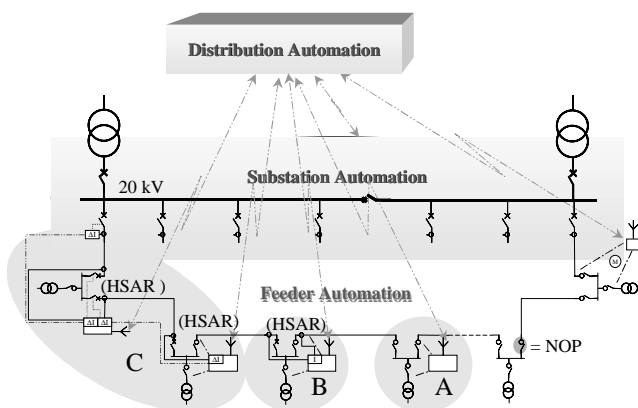 Distribution Automation
Substation Automation
20 kV
ΔI
M
(HSAR )
Feeder Automation
ΔI ΔI
(HSAR)
(HSAR)
= NOP
C
ΔI
I
B
A